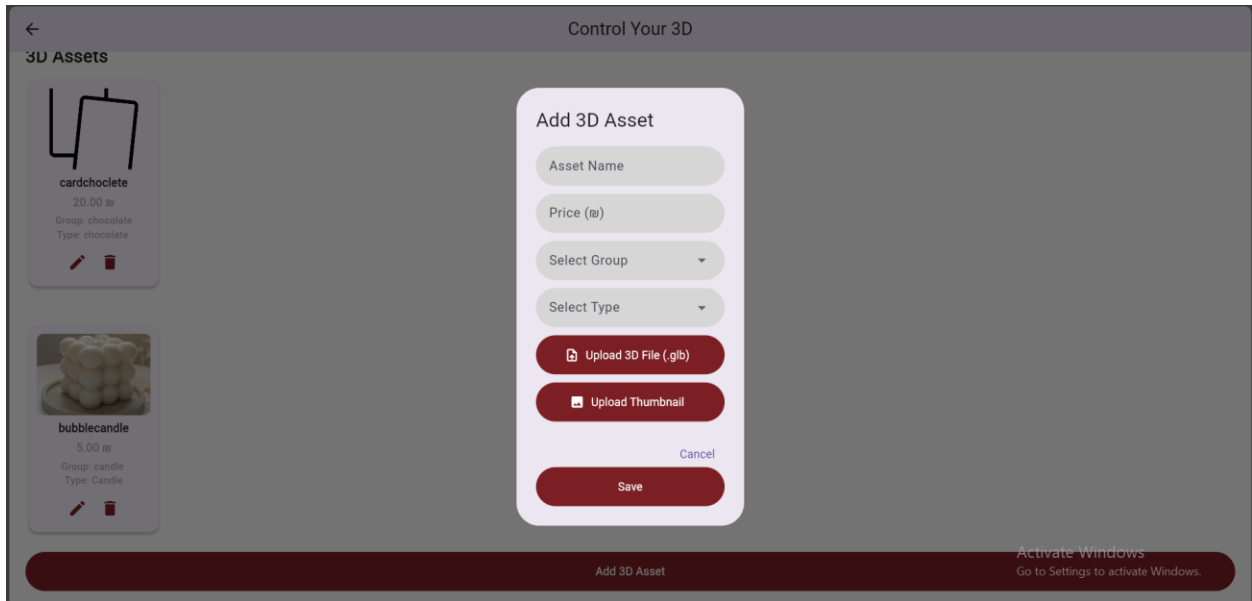 Control Your 3D
3D Assets
cardchoclete
20.00 ₪
Group: chocolate
Type: chocolate
bubblecandle
5.00 ₪
Group: candle
Type: Candle
Add 3D Asset
Asset Name
Price (₪)
Select Group
Select Type
Upload 3D File (.glb)
Upload Thumbnail
Cancel
Save
Add 3D Asset
Activate Windows
Go to Settings to activate Windows.